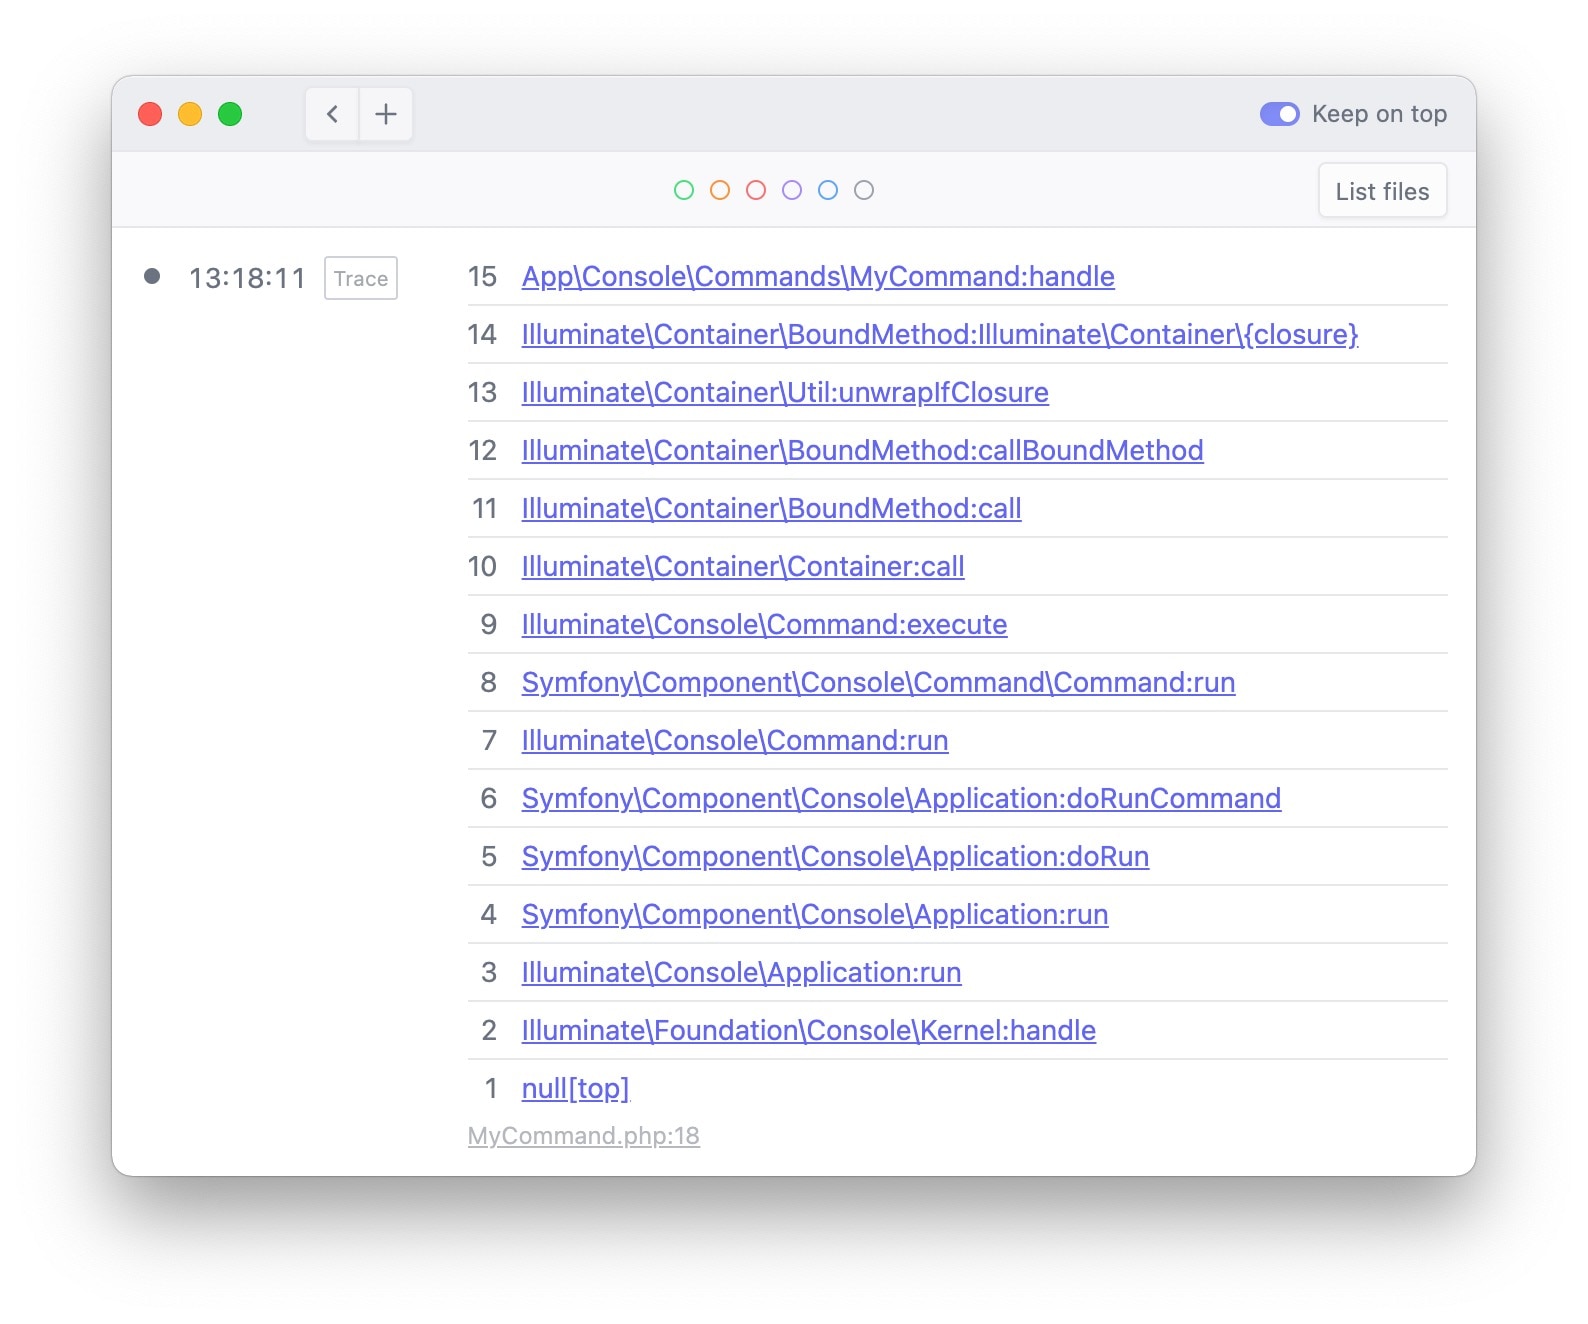 Keep on top
List files
13:18:11 Trace
15 App\Console\Commands\MyCommand:handle
14 Illuminate\Container\BoundMethod:Illuminate\Container\{closure}
13 Illuminate\Container\Util:unwrapIfClosure
12 Illuminate\Container\BoundMethod:callBoundMethod
11 Illuminate\Container\BoundMethod:call
10 Illuminate\Container\Container:call
9 Illuminate\Console\Command:execute
8 Symfony\Component\Console\Command\Command:run
7 Illuminate\Console\Command:run
6 Symfony\Component\Console\Application:doRunCommand
5 Symfony\Component\Console\Application:doRun
4 Symfony\Component\Console\Application:run
3 Illuminate\Console\Application:run
2 Illuminate\Foundation\Console\Kernel:handle
1 null[top]
MyCommand.php:18